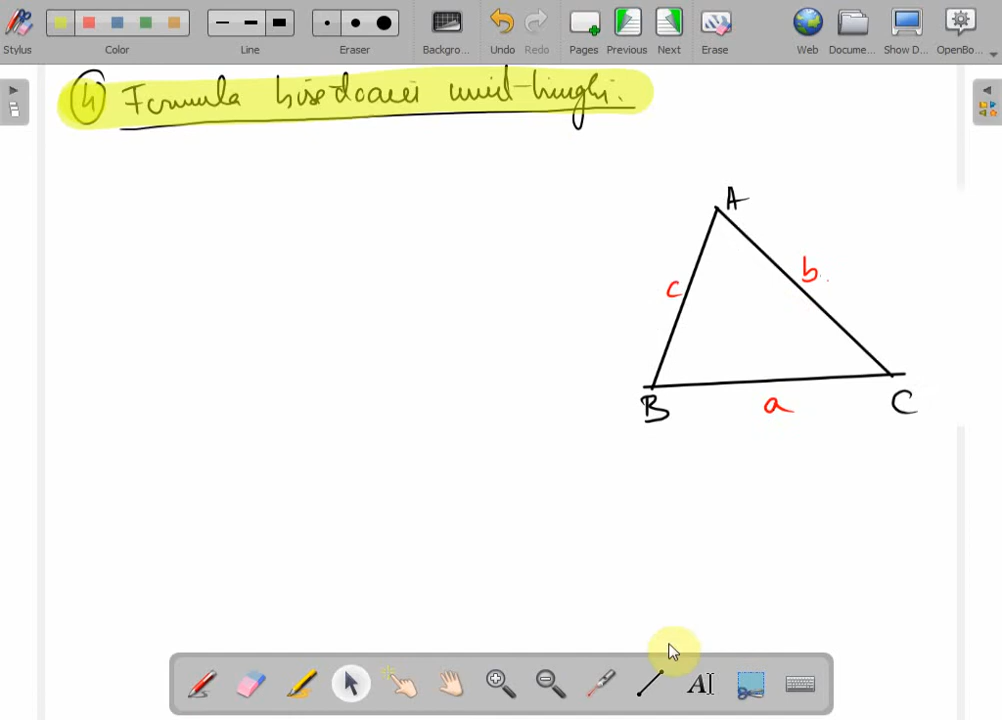 Stylus Color Line Eraser Backgro... Undo Redo Pages Previous Next Erase Web Docume... Show D... OpenBo...
④ Formula bisectoarei unui unghi.
A
c b
B a C